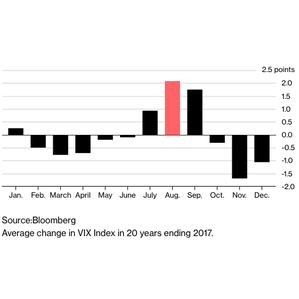 2.5 points
2.0
1.5
1.0
0.5
0.0
-0.5
-1.0
-1.5
-2.0
Jan. Feb. March April May June July Aug. Sep. Oct. Nov. Dec.
Source:Bloomberg
Average change in VIX Index in 20 years ending 2017.